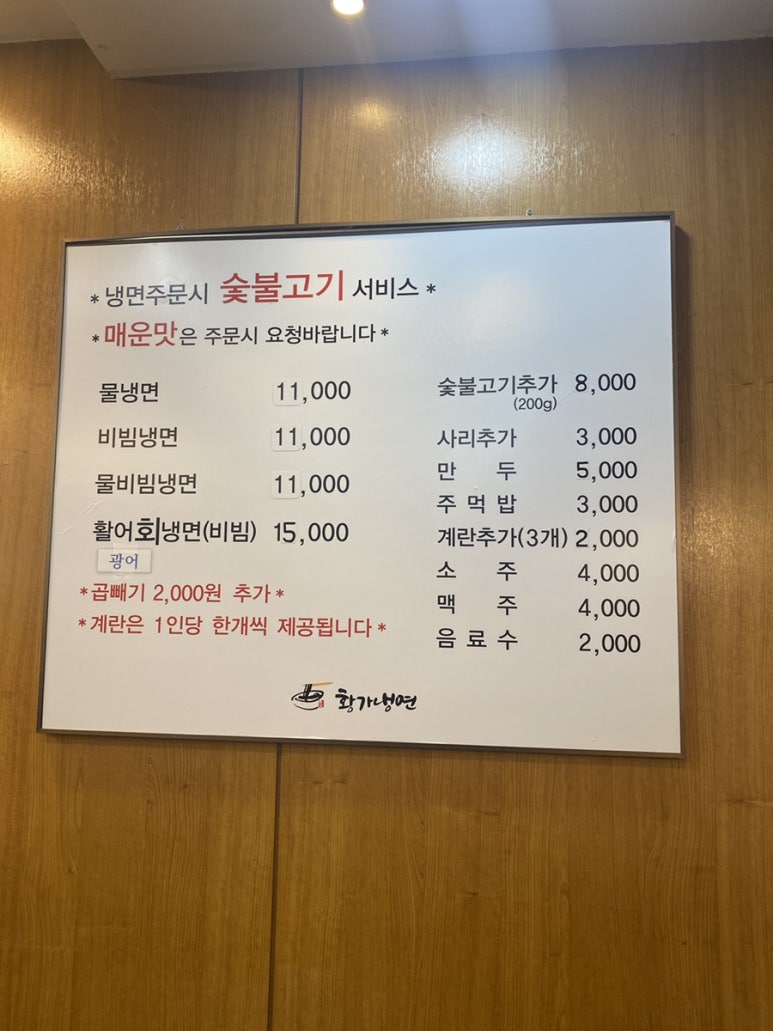 *냉면주문시 숯불고기 서비스*
*매운맛은 주문시 요청바랍니다*
물냉면 11,000
비빔냉면 11,000
물비빔냉면 11,000
활어회냉면(비빔) 15,000
광어
*곱빼기 2,000원 추가*
*계란은 1인당 한개씩 제공됩니다*
숯불고기추가 8,000
(200g)
사리추가 3,000
만 두 5,000
주먹밥 3,000
계란추가(3개) 2,000
소 주 4,000
맥 주 4,000
음료수 2,000
황가냉면